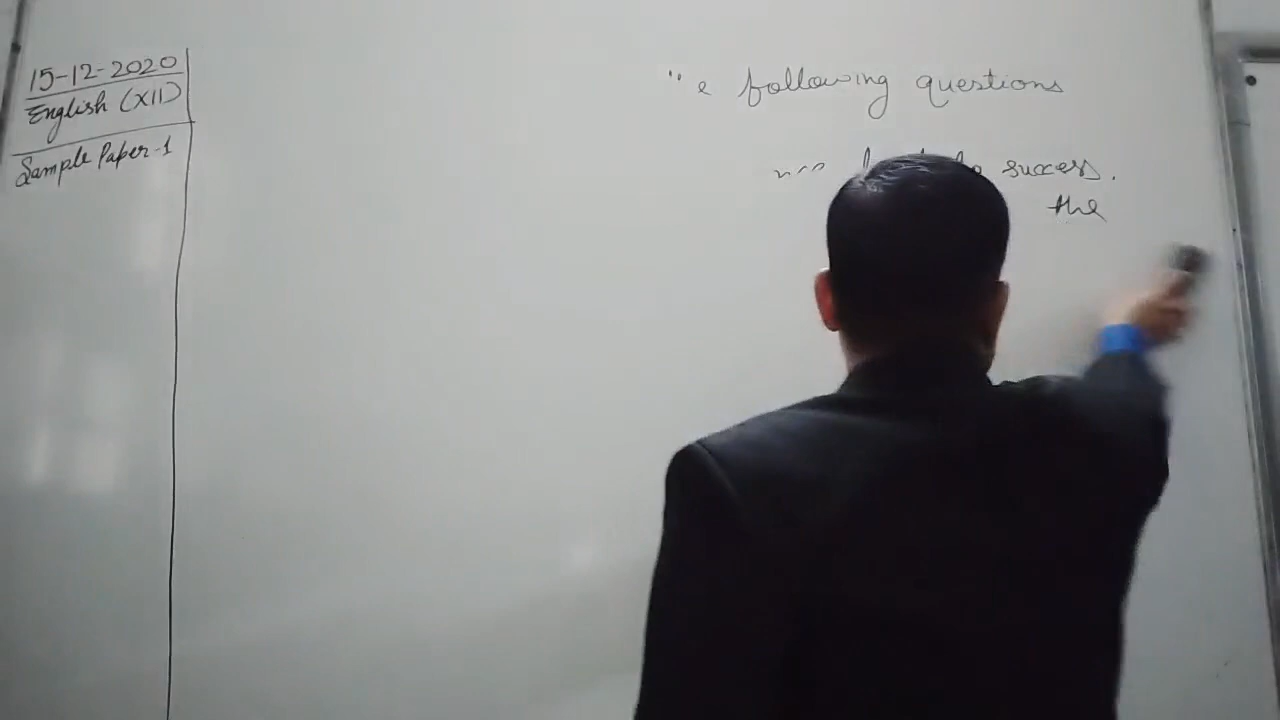 15-12-2020
English (XII)
Sample Paper-1
following questions
success.
the